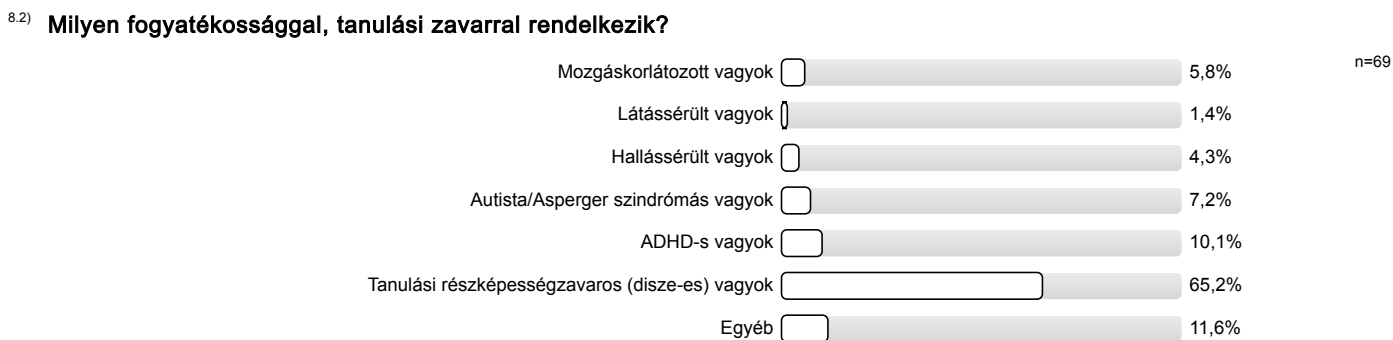 8.2) Milyen fogyatékossággal, tanulási zavarral rendelkezik?
n=69
Mozgáskorlátozott vagyok 5,8%
Látássérült vagyok 1,4%
Hallássérült vagyok 4,3%
Autista/Asperger szindrómás vagyok 7,2%
ADHD-s vagyok 10,1%
Tanulási részképességzavaros (disze-es) vagyok 65,2%
Egyéb 11,6%